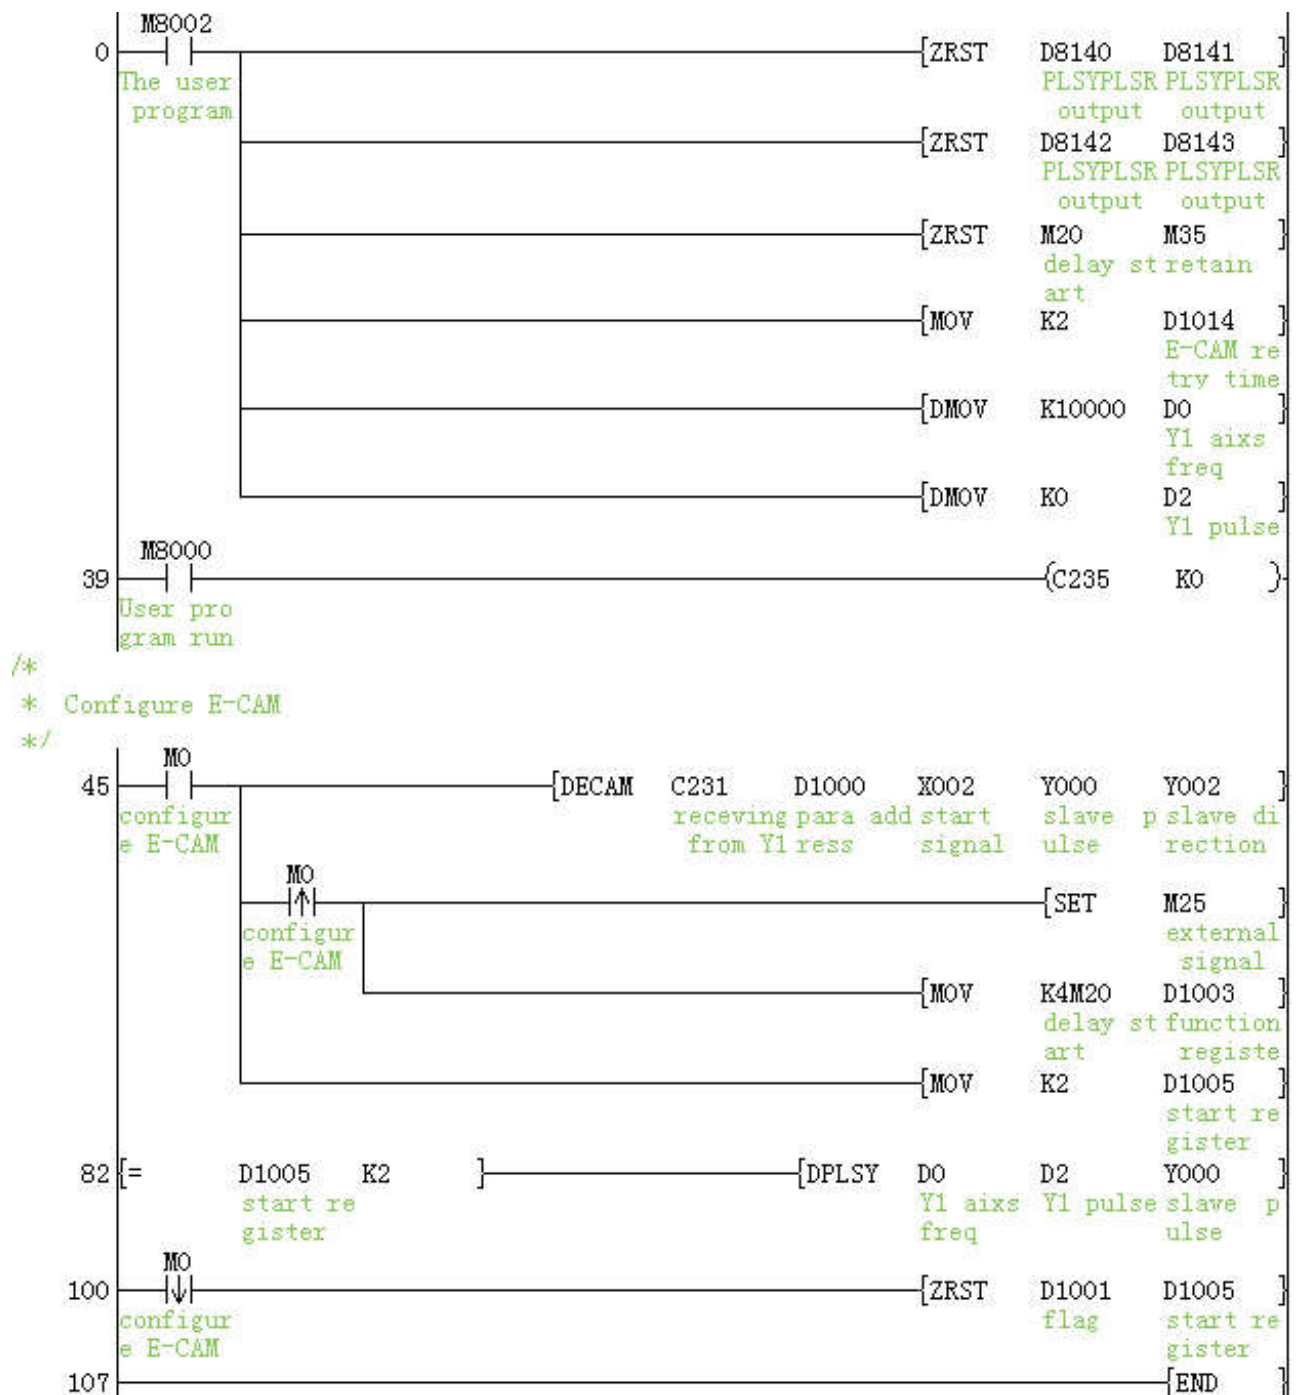 M8002
0 [ZRST D8140 D8141 ]
The user PLSYPLSR PLSYPLSR
program output output
[ZRST D8142 D8143 ]
PLSYPLSR PLSYPLSR
output output
[ZRST M20 M35 ]
delay st retain
art
[MOV K2 D1014 ]
E-CAM re
try time
[DMOV K10000 D0 ]
Y1 aixs
freq
[DMOV K0 D2 ]
Y1 pulse
M8000
39 (C235 K0 )
User pro
gram run
/*
* Configure E-CAM
*/
M0
45 [DECAM C231 D1000 X002 Y000 Y002 ]
configur receving para add start slave p slave di
e E-CAM from Y1 ress signal ulse rection
M0
[SET M25 ]
configur external
e E-CAM signal
[MOV K4M20 D1003 ]
delay st function
art registe
[MOV K2 D1005 ]
start re
gister
82 [= D1005 K2 ] [DPLSY D0 D2 Y000 ]
start re Y1 aixs Y1 pulse slave p
gister freq ulse
M0
100 [ZRST D1001 D1005 ]
configur flag start re
e E-CAM gister
107 [END ]